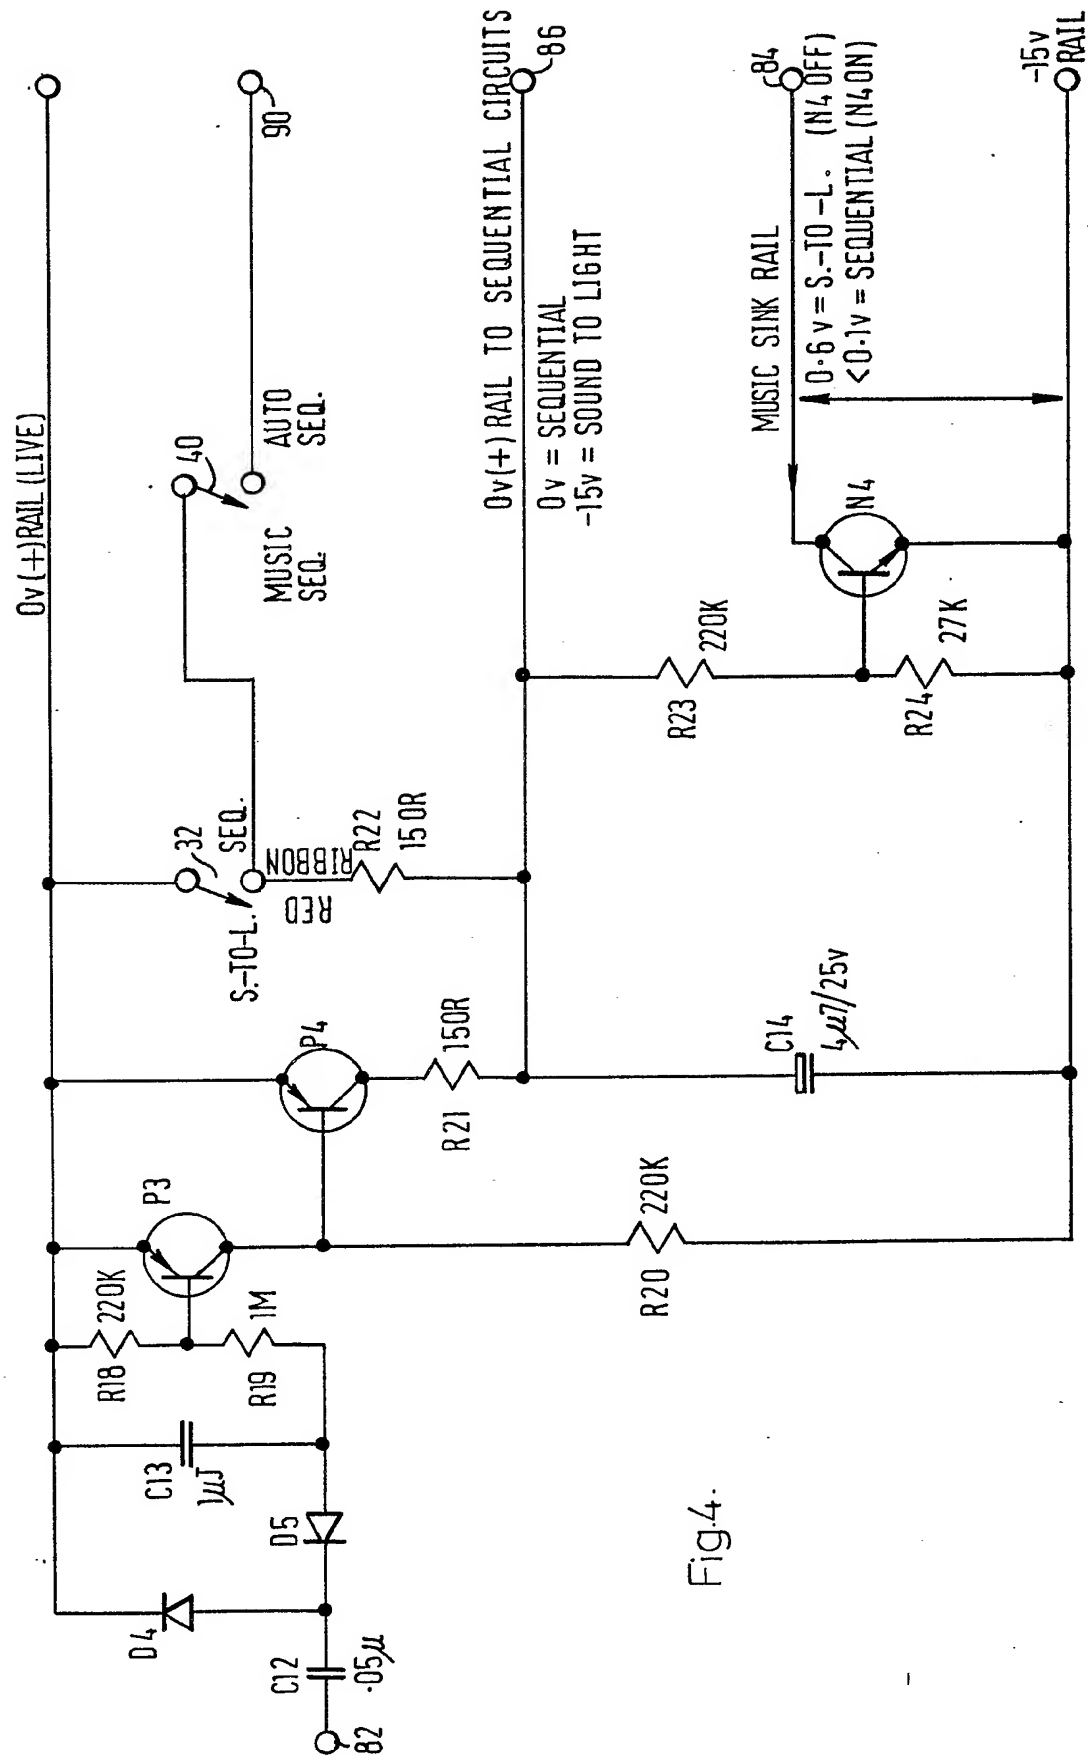 0v(+)RAIL(LIVE)
90
40
AUTO
SEQ.
MUSIC
SEQ.
32
SEQ.
S.-TO-L.
RED
RIBBON
R22
150R
0v(+)RAIL TO SEQUENTIAL CIRCUITS
86
0v = SEQUENTIAL
-15v = SOUND TO LIGHT
MUSIC SINK RAIL
84
0·6v = S.-TO-L. (N4 OFF)
<0·1v = SEQUENTIAL (N4 ON)
-15v
RAIL
N4
R23
220K
R24
27K
P4
R21
150R
C14
4µ7/25v
P3
R20
220K
R18
220K
R19
1M
C13
1µJ
D5
D4
C12
·05µ
82
Fig.4.